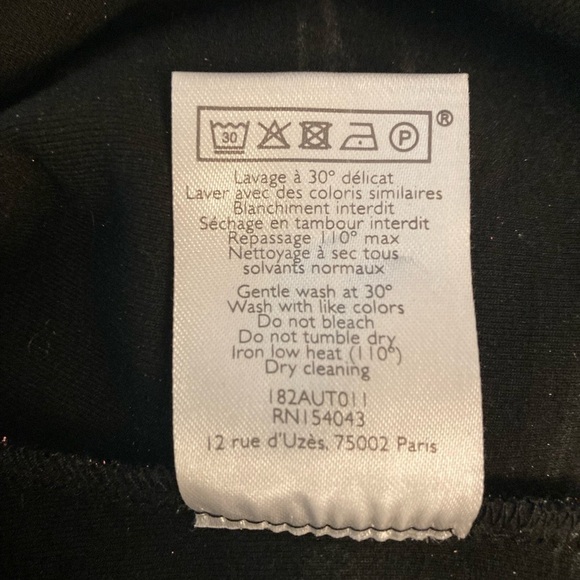 30 P ®
Lavage à 30° délicat
Laver avec des coloris similaires
Blanchiment interdit
Séchage en tambour interdit
Repassage 110° max
Nettoyage à sec tous
solvants normaux
Gentle wash at 30°
Wash with like colors
Do not bleach
Do not tumble dry
Iron low heat (110°)
Dry cleaning
182AUT011
RN154043
12 rue d'Uzès, 75002 Paris